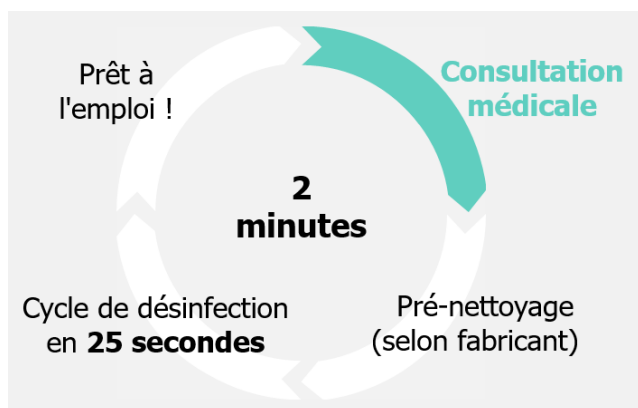 Prêt à
l'emploi !
Consultation
médicale
2
minutes
Cycle de désinfection
en 25 secondes
Pré-nettoyage
(selon fabricant)